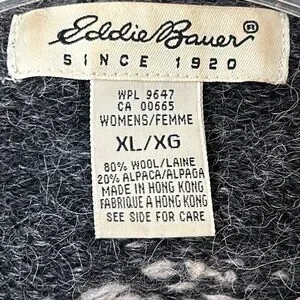 Eddie Bauer®
SINCE 1920
WPL 9647
CA 00665
WOMENS/FEMME
XL/XG
80% WOOL/LAINE
20% ALPACA/ALPAGA
MADE IN HONG KONG
FABRIQUE A HONG KONG
SEE SIDE FOR CARE